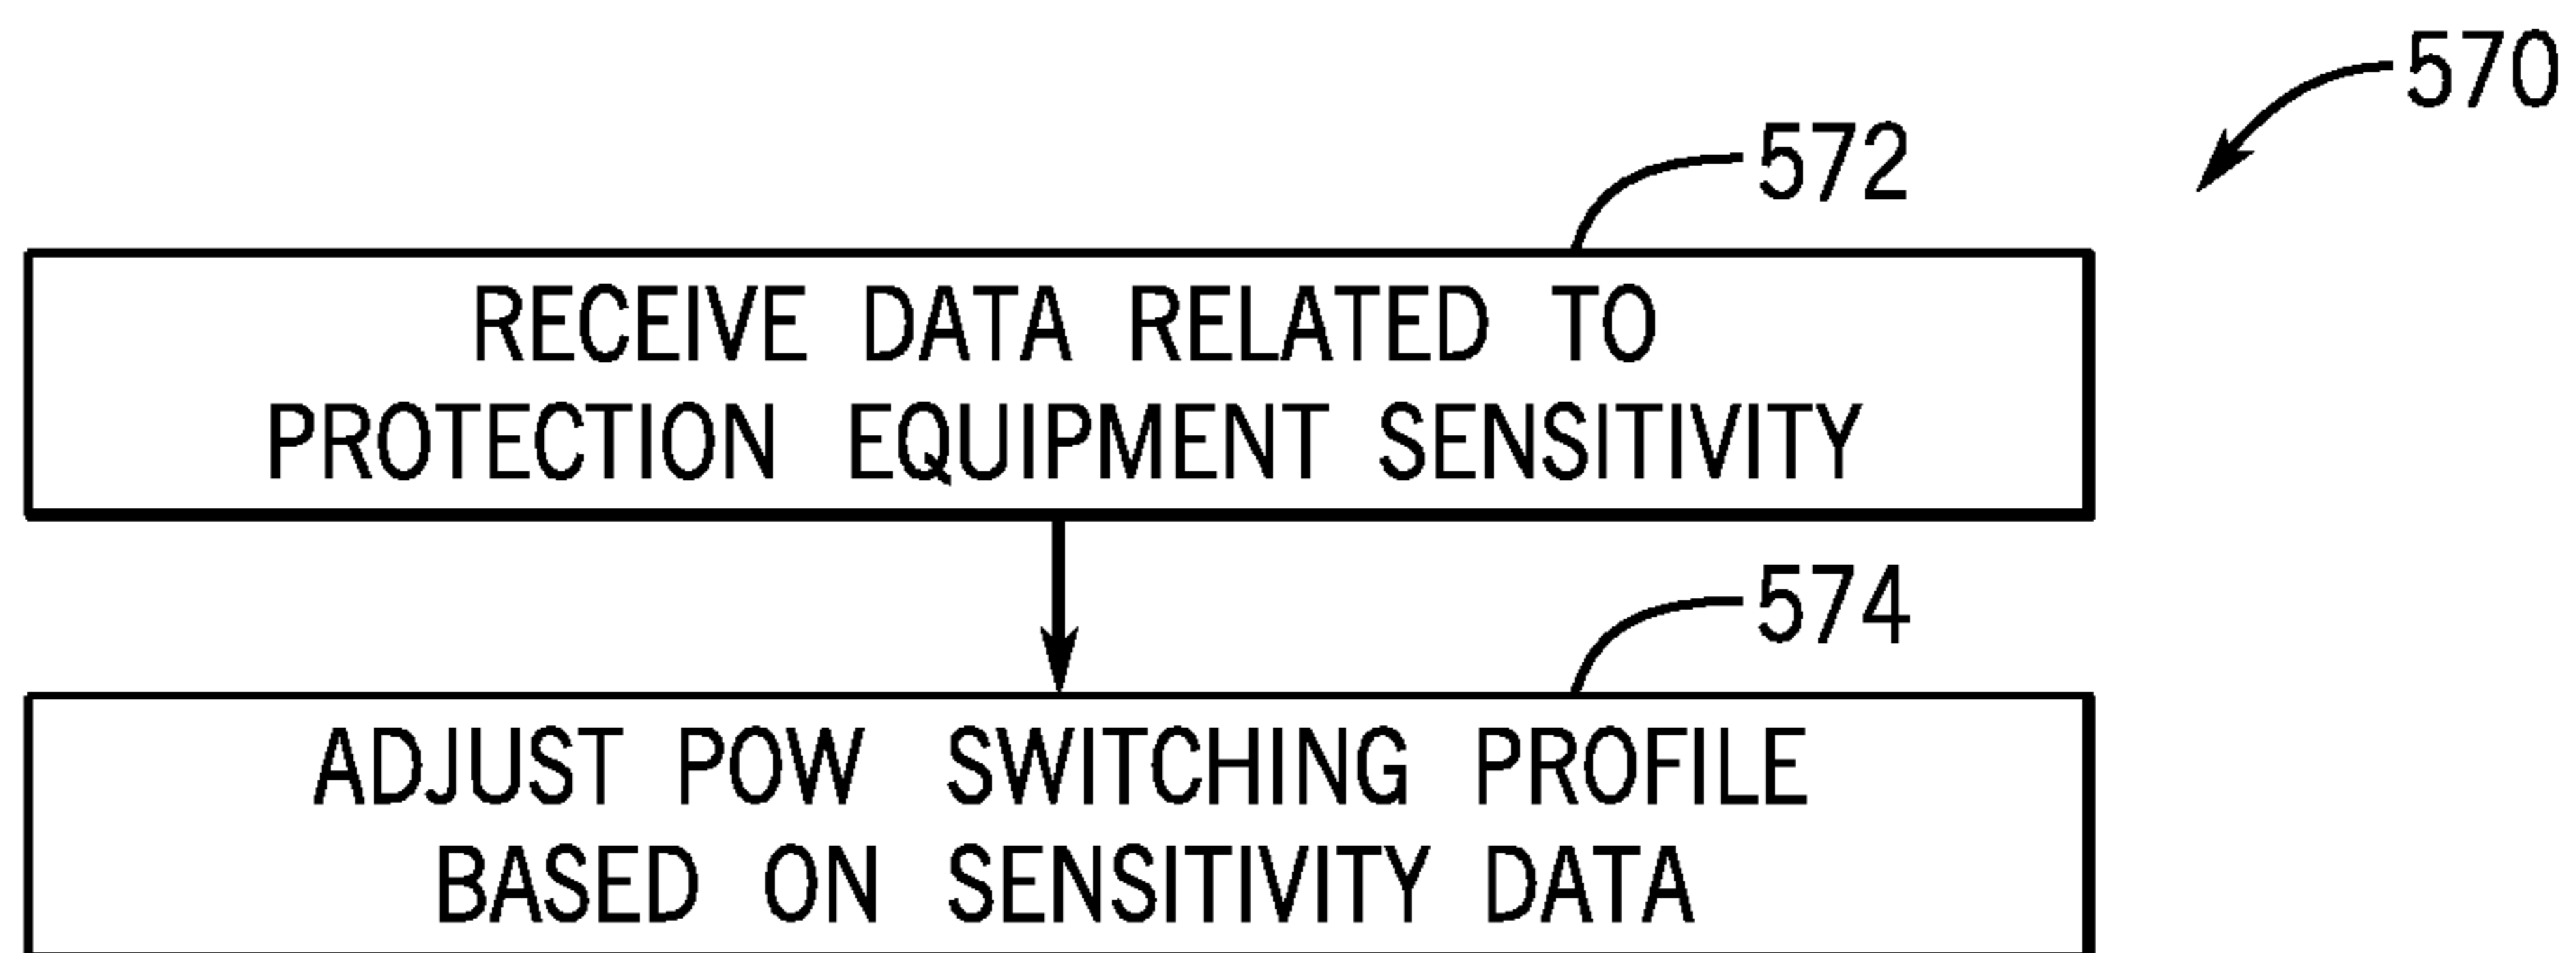 570
572
RECEIVE DATA RELATED TO
PROTECTION EQUIPMENT SENSITIVITY
574
ADJUST POW SWITCHING PROFILE
BASED ON SENSITIVITY DATA